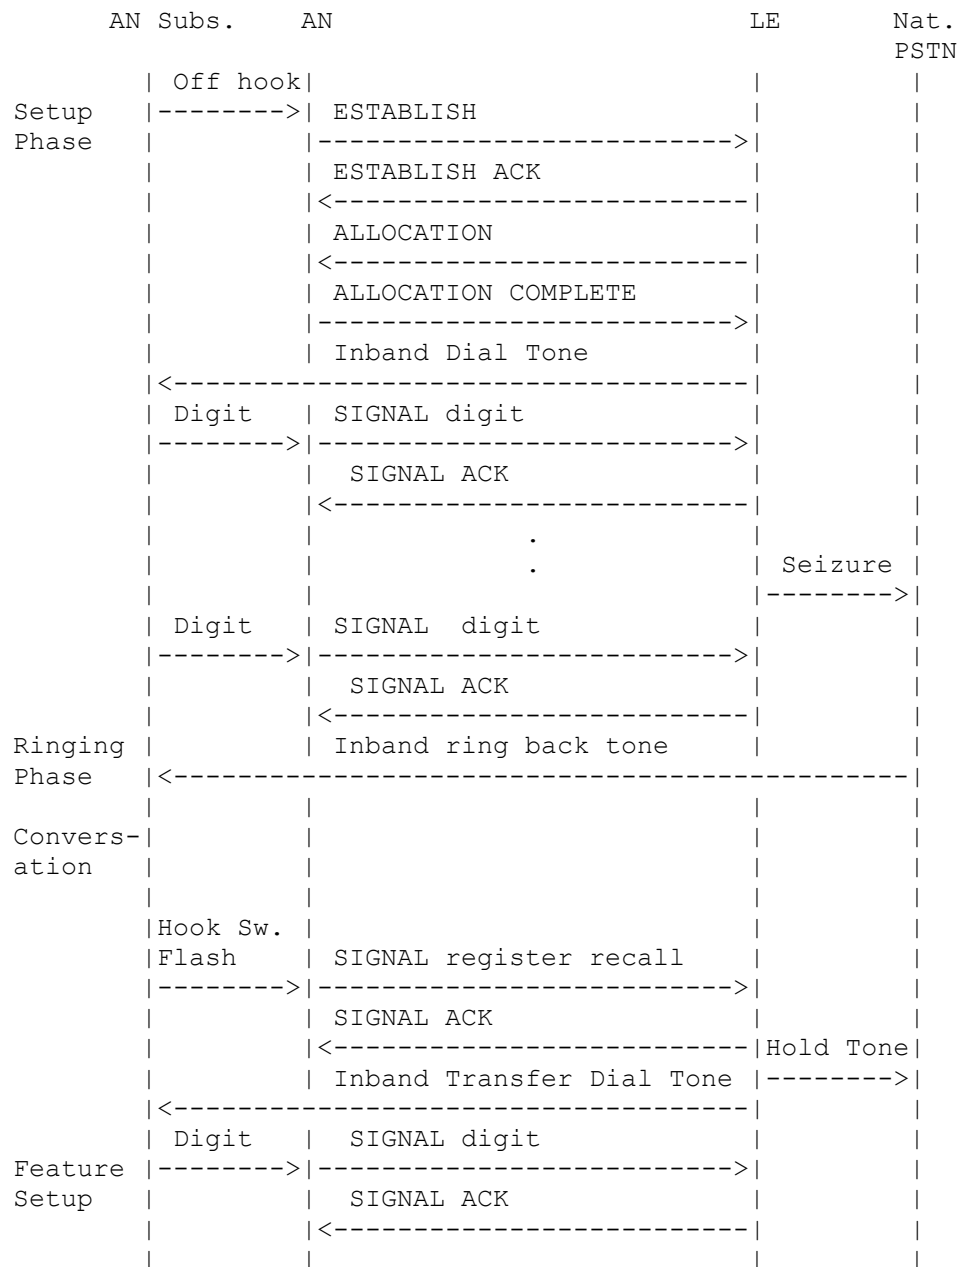 AN Subs.    AN                          LE       Nat.
                                                       PSTN
        | Off hook|                           |         |
Setup   |-------->| ESTABLISH                 |         |
Phase   |         |-------------------------->|         |
        |         | ESTABLISH ACK             |         |
        |         |<--------------------------|         |
        |         | ALLOCATION                |         |
        |         |<--------------------------|         |
        |         | ALLOCATION COMPLETE       |         |
        |         |-------------------------->|         |
        |         | Inband Dial Tone          |         |
        |<------------------------------------|         |
        | Digit   | SIGNAL digit              |         |
        |-------->|-------------------------->|         |
        |         |  SIGNAL ACK               |         |
        |         |<--------------------------|         |
        |         |             .             |         |
        |         |             .             | Seizure |
        |         |                           |-------->|
        | Digit   | SIGNAL  digit             |         |
        |-------->|-------------------------->|         |
        |         |  SIGNAL ACK               |         |
        |         |<--------------------------|         |
Ringing |         | Inband ring back tone     |         |
Phase   |<----------------------------------------------|
        |         |                           |         |
Convers-|         |                           |         |
ation   |         |                           |         |
        |         |                           |         |
        |Hook Sw. |                           |         |
        |Flash    | SIGNAL register recall    |         |
        |-------->|-------------------------->|         |
        |         | SIGNAL ACK                |         |
        |         |<--------------------------|Hold Tone|
        |         | Inband Transfer Dial Tone |-------->|
        |<------------------------------------|         |
        | Digit   |  SIGNAL digit             |         |
Feature |-------->|-------------------------->|         |
Setup   |         |  SIGNAL ACK               |         |
        |         |<--------------------------|         |
        |         |                           |         |